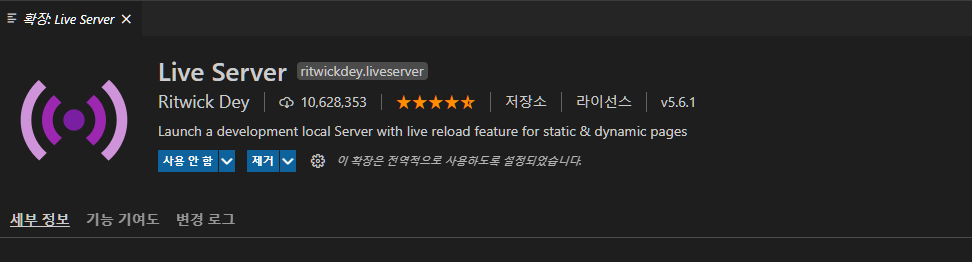 확장: Live Server
Live Server ritwickdey.liveserver
Ritwick Dey 10,628,353 저장소 라이선스 v5.6.1
Launch a development local Server with live reload feature for static & dynamic pages
사용 안 함 제거 이 확장은 전역적으로 사용하도록 설정되었습니다.
세부 정보 기능 기여도 변경 로그